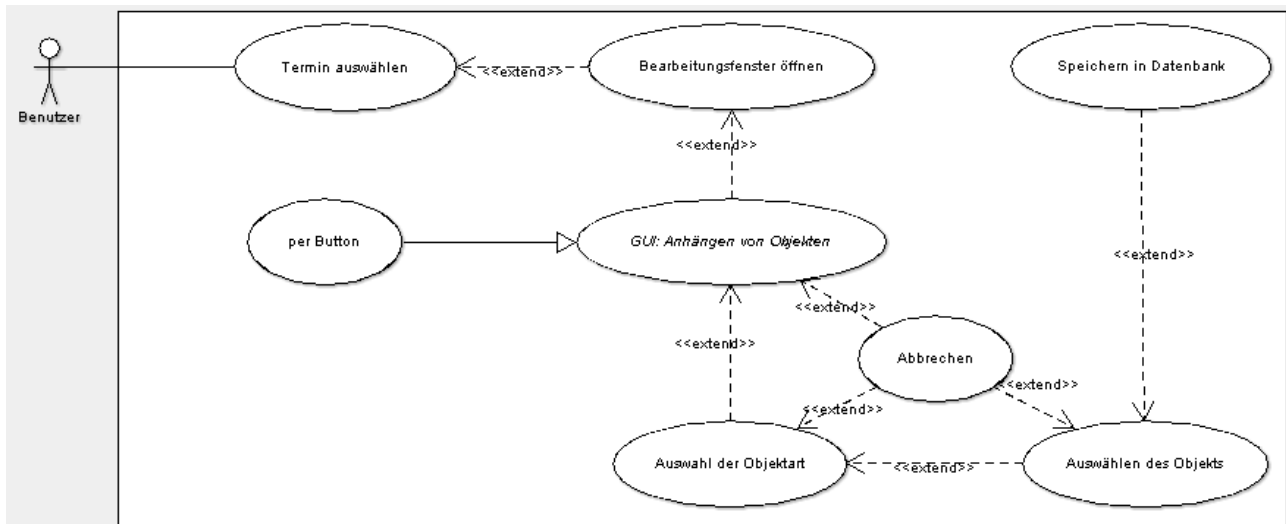 Termin auswählen
<<extend>>
Bearbeitungsfenster öffnen
Speichern in Datenbank
Benutzer
<<extend>>
per Button
GUI: Anhängen von Objekten
<<extend>>
<<extend>>
<<extend>>
Abbrechen
<<extend>>
<<extend>>
Auswahl der Objektart
<<extend>>
Auswählen des Objekts